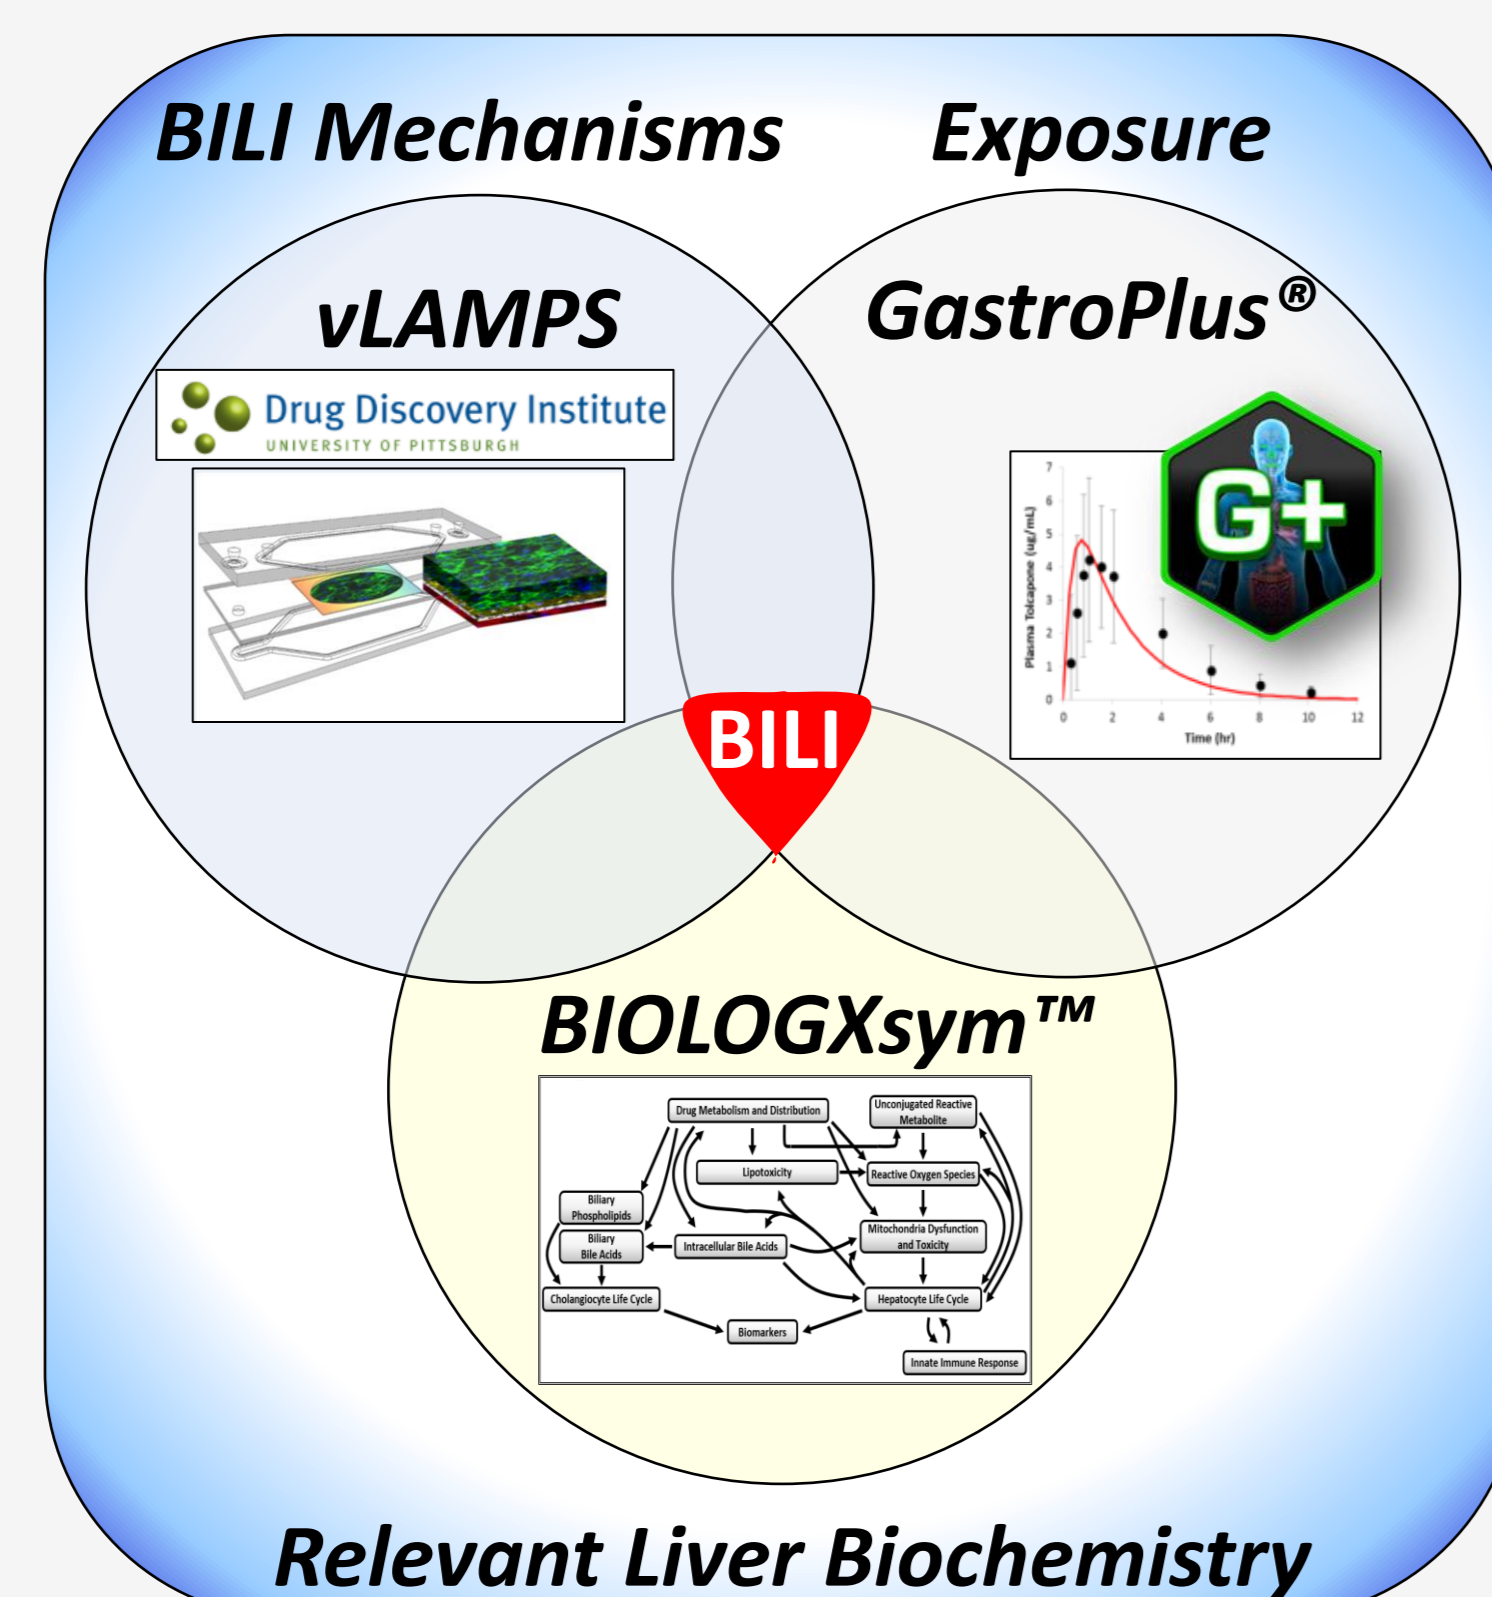 BILI Mechanisms
Exposure
vLAMPS
GastroPlus®
Drug Discovery Institute
UNIVERSITY OF PITTSBURGH
G+
Plasma Tolcapone (ug/mL)
7
6
5
4
3
2
1
0
0 2 4 6 8 10 12
Time (hr)
BILI
BIOLOGXsym™
Drug Metabolism and Distribution
Unconjugated Reactive
Metabolite
Lipotoxicity
Reactive Oxygen Species
Biliary
Phospholipids
Biliary
Bile Acids
Intracellular Bile Acids
Mitochondria Dysfunction
and Toxicity
Cholangiocyte Life Cycle
Hepatocyte Life Cycle
Biomarkers
Innate Immune Response
Relevant Liver Biochemistry